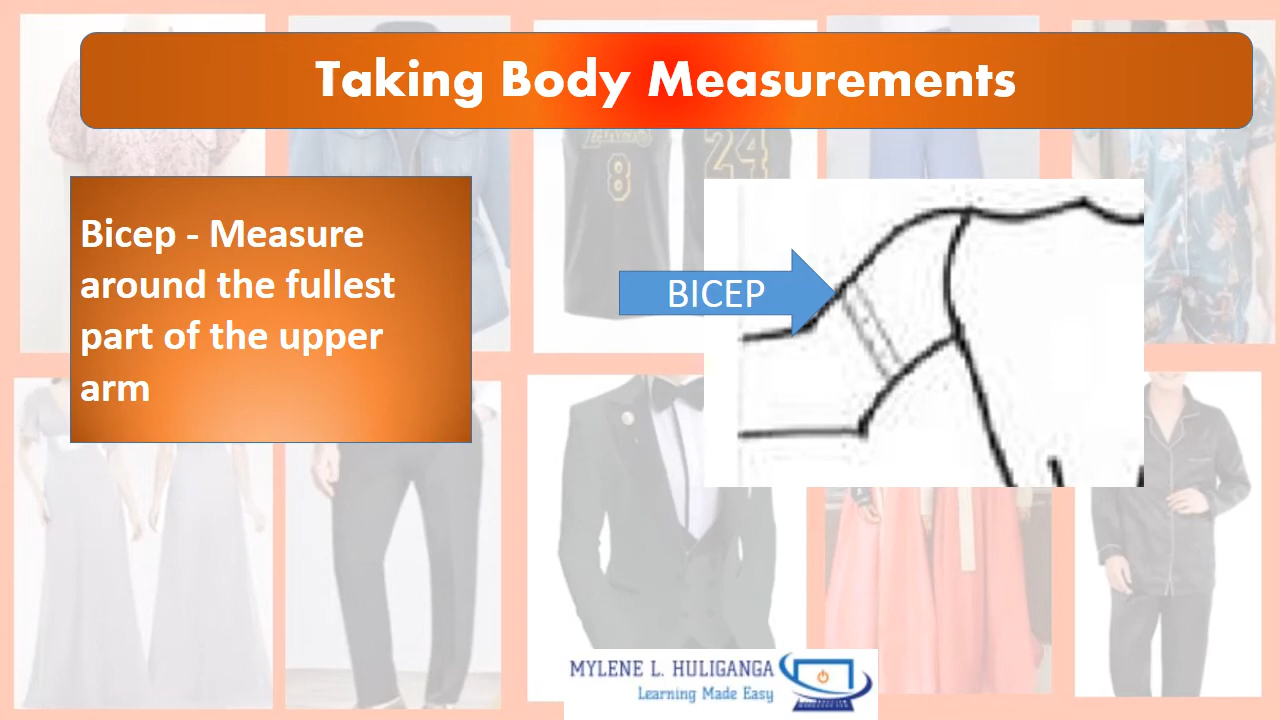 Taking Body Measurements
8
24
Bicep - Measure
around the fullest
part of the upper
arm
BICEP
MYLENE L. HULIGANGA
Learning Made Easy